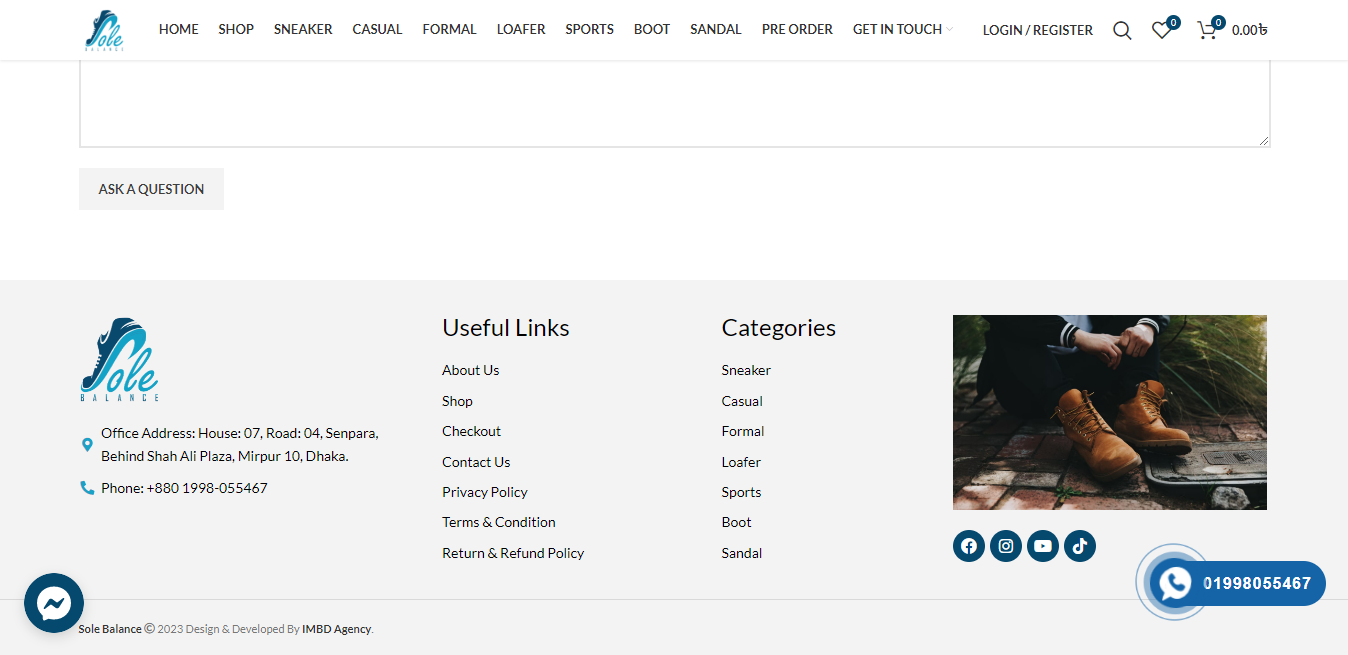 Sole
BALANCE
HOME SHOP SNEAKER CASUAL FORMAL LOAFER SPORTS BOOT SANDAL PRE ORDER GET IN TOUCH LOGIN / REGISTER 0 0 0.00৳
ASK A QUESTION
Sole
BALANCE
Office Address: House: 07, Road: 04, Senpara,
Behind Shah Ali Plaza, Mirpur 10, Dhaka.
Phone: +880 1998-055467
Useful Links
About Us
Shop
Checkout
Contact Us
Privacy Policy
Terms & Condition
Return & Refund Policy
Categories
Sneaker
Casual
Formal
Loafer
Sports
Boot
Sandal
01998055467
Sole Balance © 2023 Design & Developed By IMBD Agency.